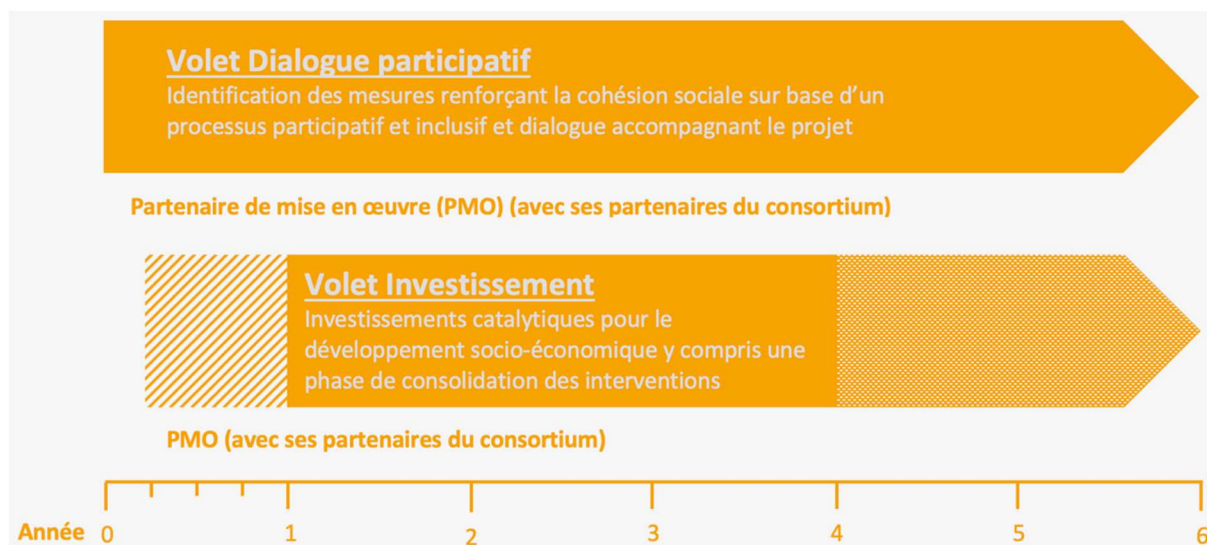 Volet Dialogue participatif
Identification des mesures renforçant la cohésion sociale sur base d’un
processus participatif et inclusif et dialogue accompagnant le projet
Partenaire de mise en œuvre (PMO) (avec ses partenaires du consortium)
Volet Investissement
Investissements catalytiques pour le
développement socio-économique y compris une
phase de consolidation des interventions
PMO (avec ses partenaires du consortium)
Année 0 1 2 3 4 5 6